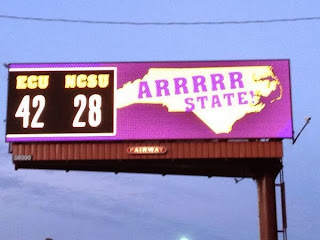 ECU NCSU
42 28
ARRRRR
STATE!
FAIRWAY